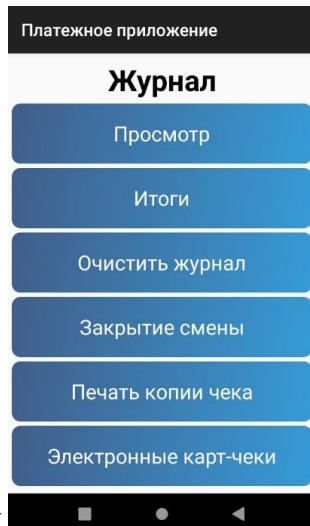 Платежное приложение
Журнал
Просмотр
Итоги
Очистить журнал
Закрытие смены
Печать копии чека
Электронные карт-чеки